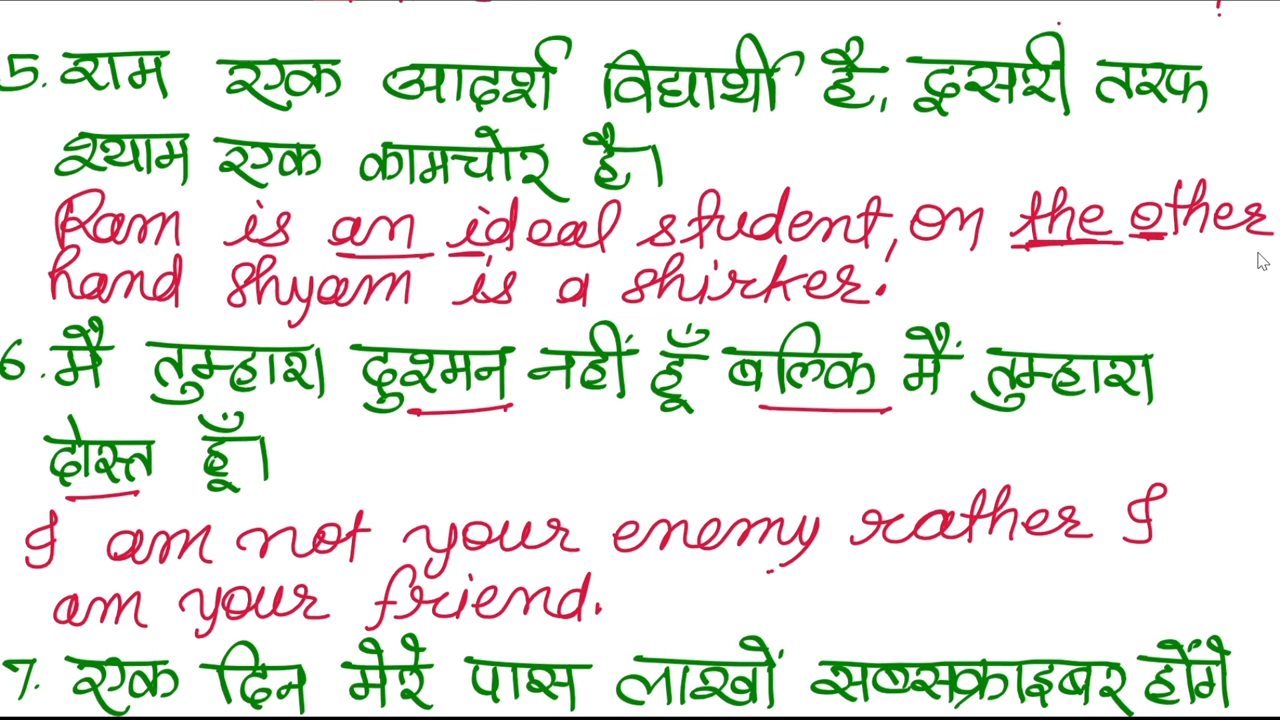 5. राम एक आदर्श विद्यार्थी है, दूसरी तरफ
श्याम एक कामचोर है।
Ram is an ideal student, on the other
hand Shyam is a shirker.
6. मैं तुम्हारा दुश्मन नहीं हूँ बल्कि मैं तुम्हारा
दोस्त हूँ।
I am not your enemy rather I
am your friend.
7. एक दिन मेरे पास लाखों सब्सक्राइबर होंगे